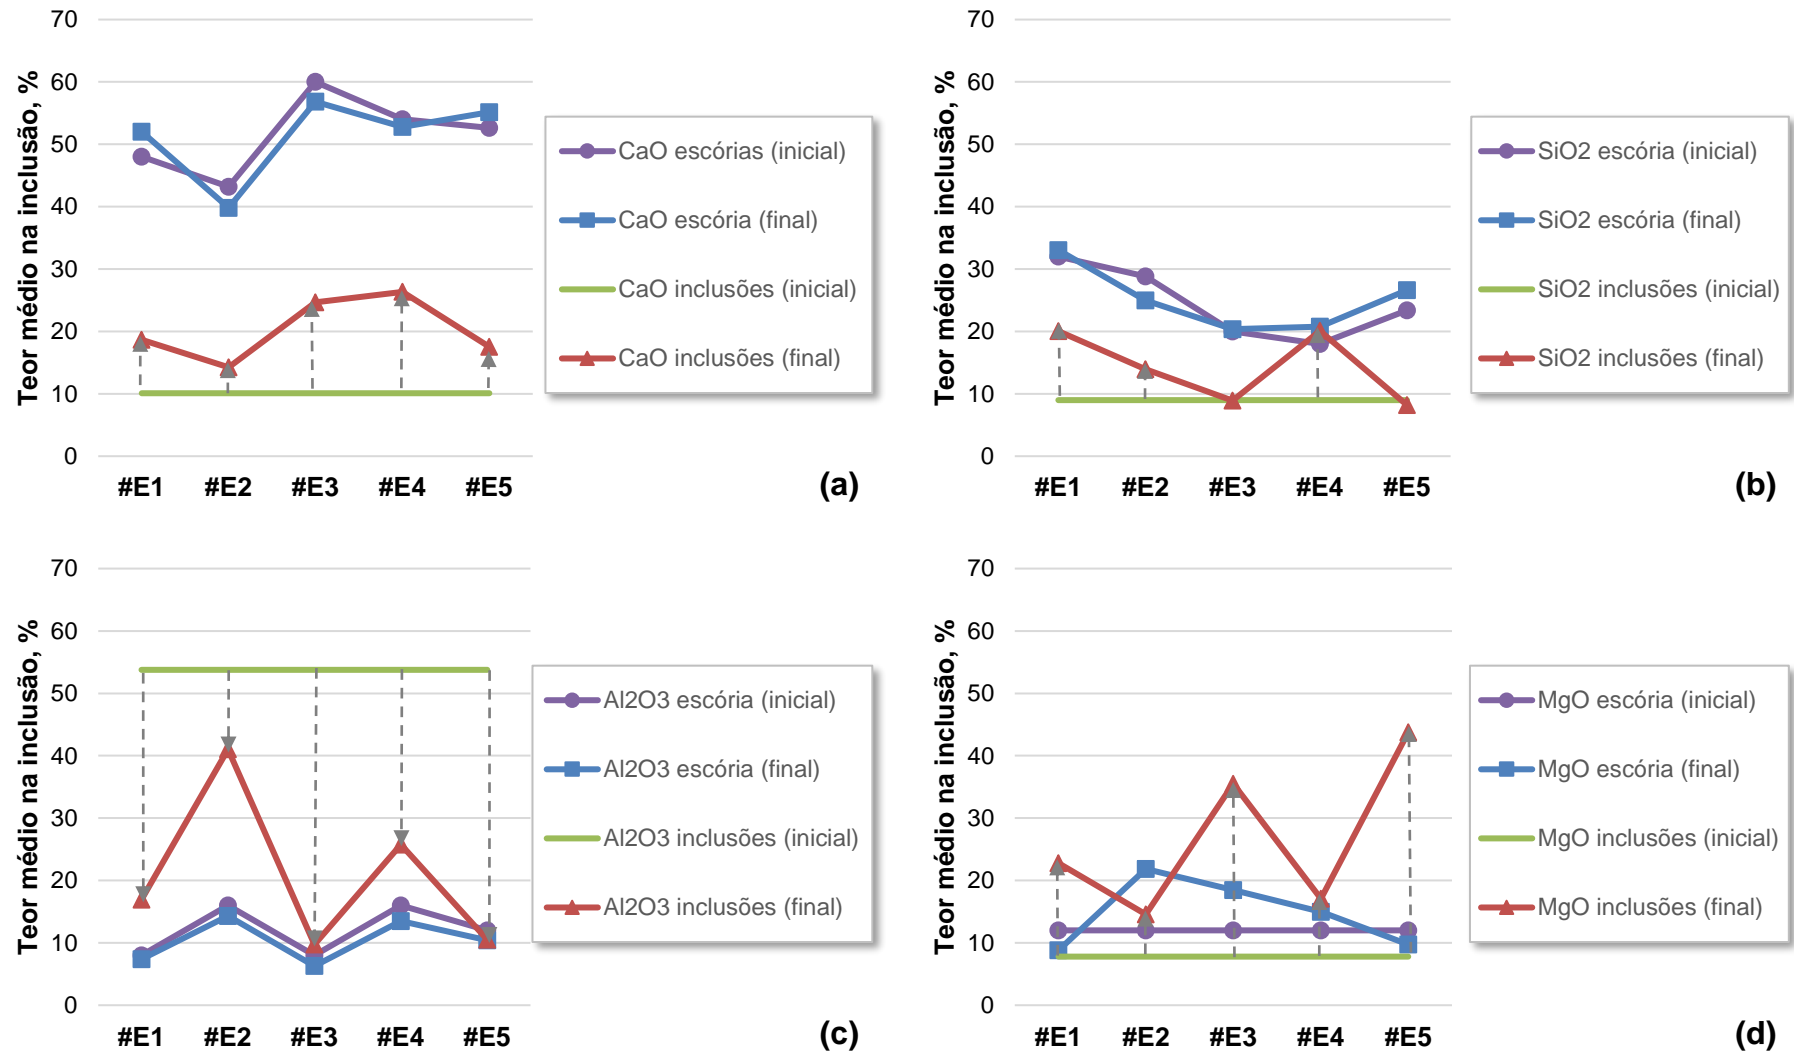 Teor médio na inclusão, %
70
60
50
40
30
20
10
0
#E1 #E2 #E3 #E4 #E5
CaO escórias (inicial)
CaO escória (final)
CaO inclusões (inicial)
CaO inclusões (final)
(a)
Teor médio na inclusão, %
70
60
50
40
30
20
10
0
#E1 #E2 #E3 #E4 #E5
SiO2 escória (inicial)
SiO2 escória (final)
SiO2 inclusões (inicial)
SiO2 inclusões (final)
(b)
Teor médio na inclusão, %
70
60
50
40
30
20
10
0
#E1 #E2 #E3 #E4 #E5
Al2O3 escória (inicial)
Al2O3 escória (final)
Al2O3 inclusões (inicial)
Al2O3 inclusões (final)
(c)
Teor médio na inclusão, %
70
60
50
40
30
20
10
0
#E1 #E2 #E3 #E4 #E5
MgO escória (inicial)
MgO escória (final)
MgO inclusões (inicial)
MgO inclusões (final)
(d)